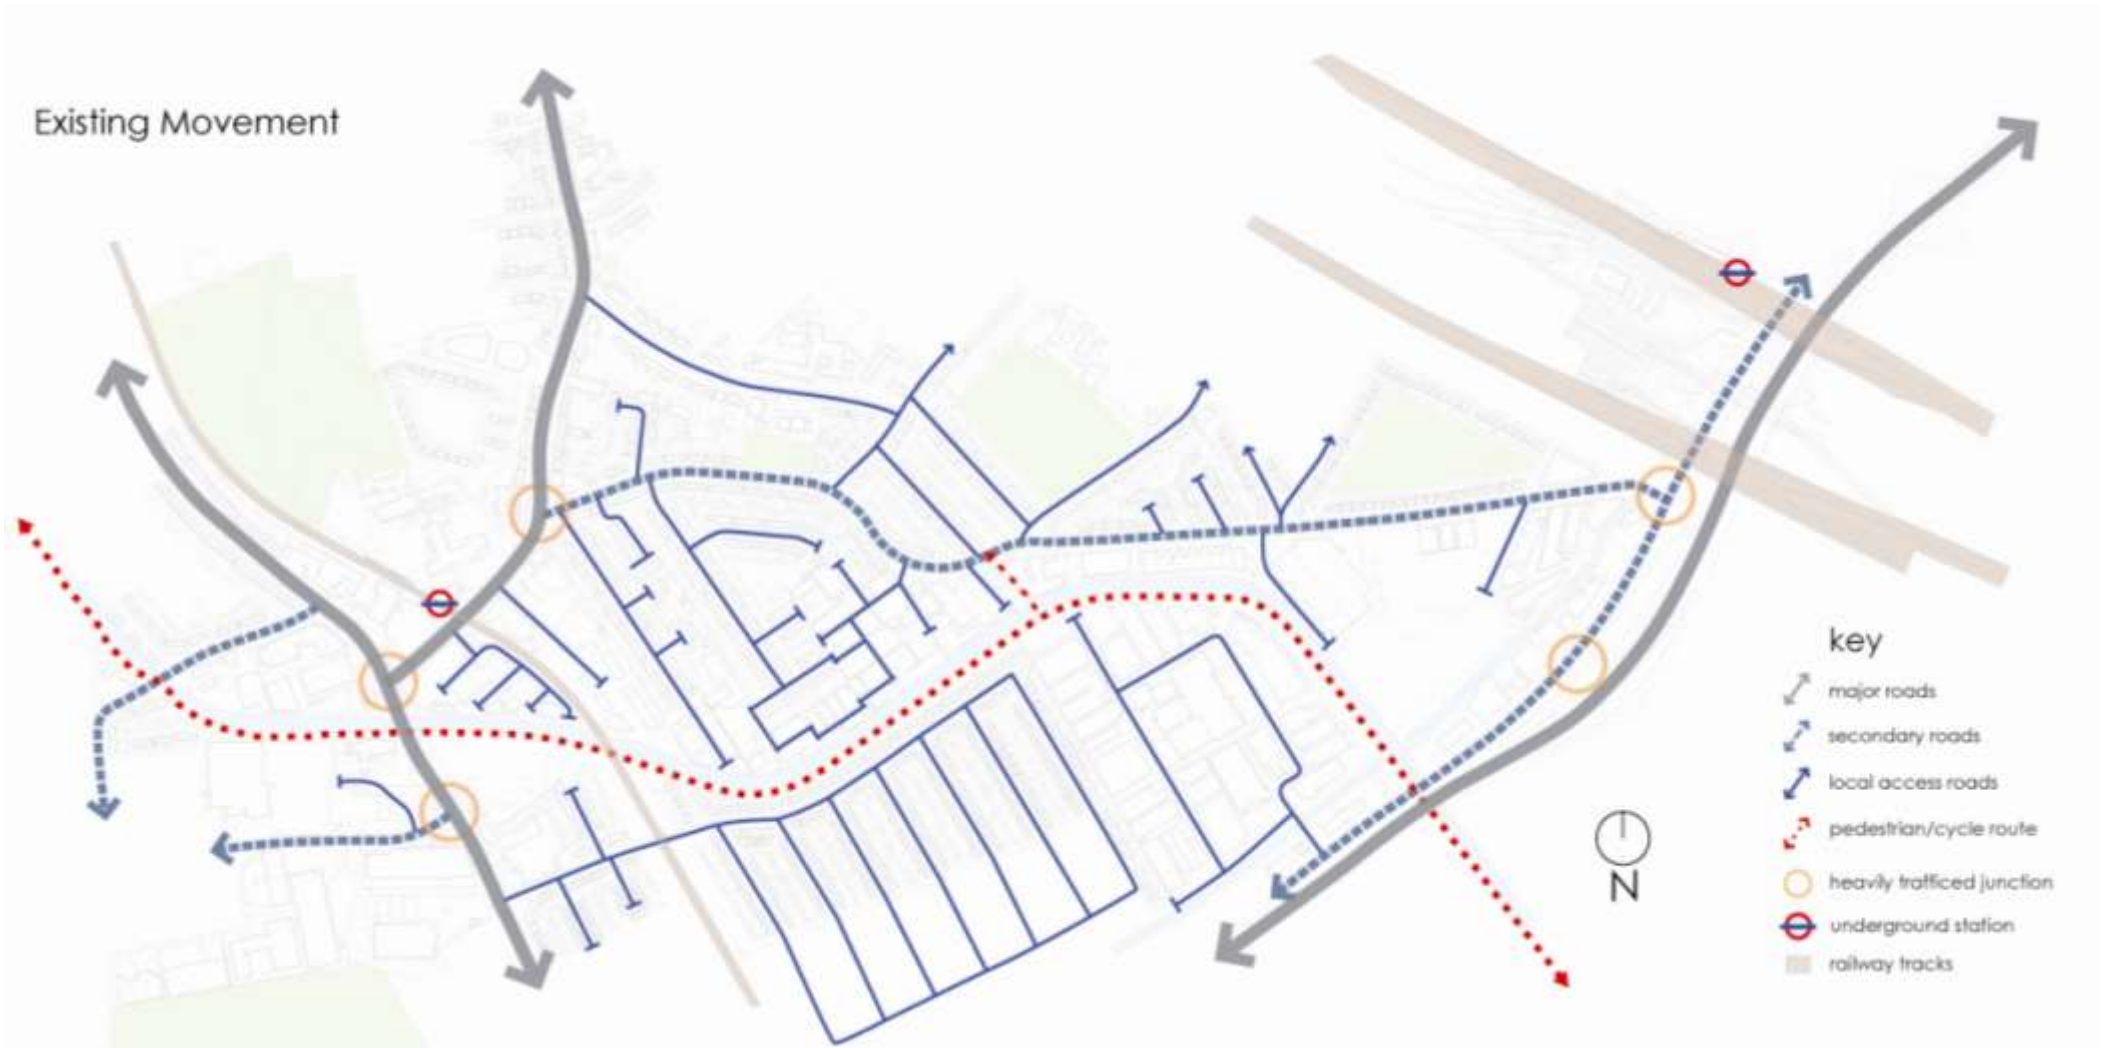 Existing Movement
key
major roads
secondary roads
local access roads
pedestrian/cycle route
heavily trafficed junction
N
underground station
railway tracks